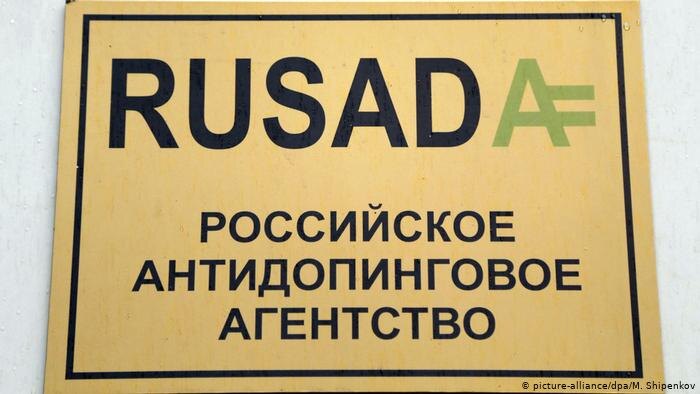 RUSADA
РОССИЙСКОЕ
АНТИДОПИНГОВОЕ
АГЕНТСТВО
© picture-alliance/dpa/M. Shipenkov